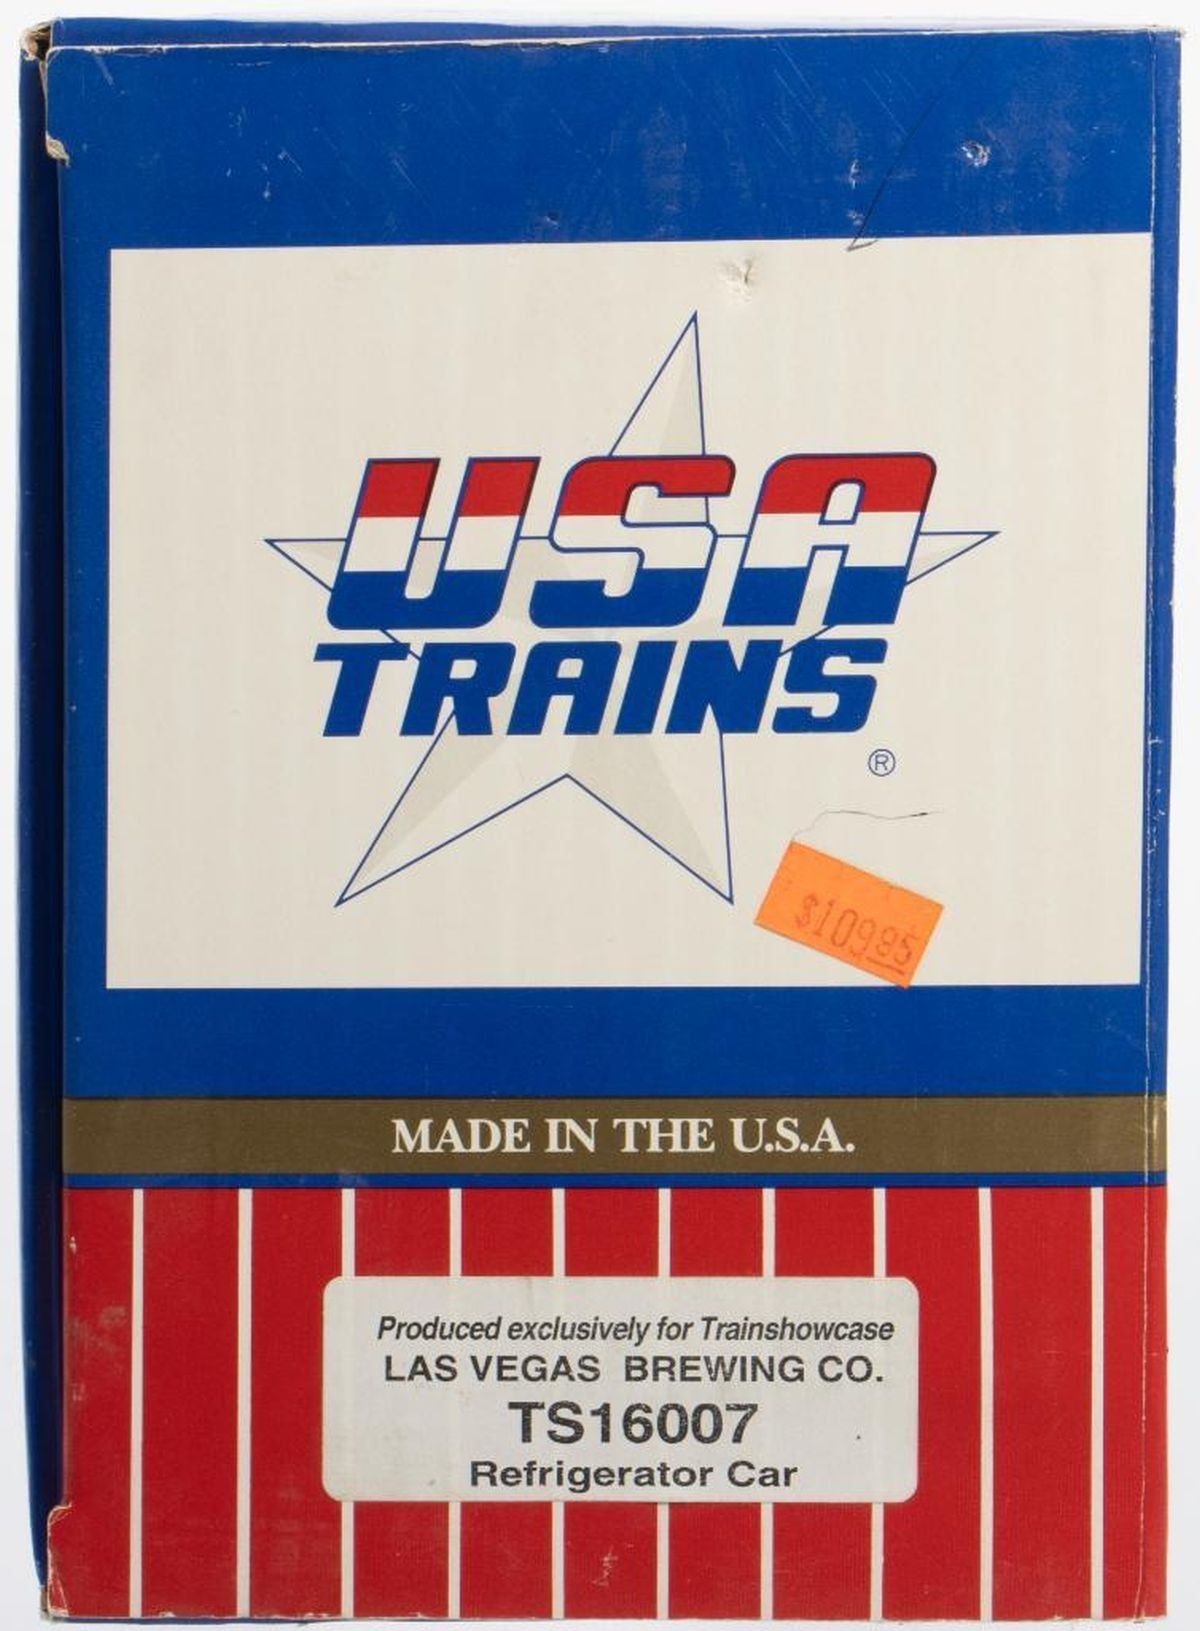 USA
TRAINS
®
$109.95
MADE IN THE U.S.A.
Produced exclusively for Trainshowcase
LAS VEGAS BREWING CO.
TS16007
Refrigerator Car